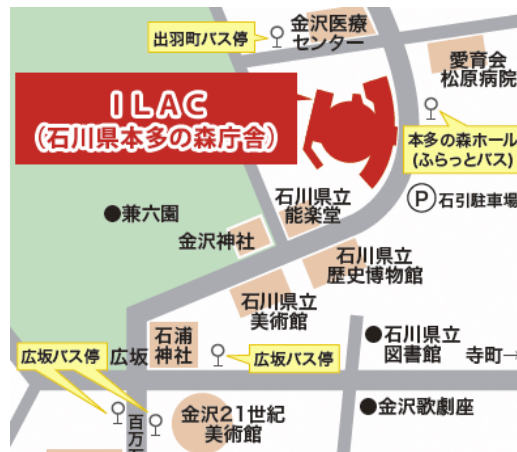 出羽町バス停
金沢医療
センター
愛育会
松原病院
ILAC
(石川県本多の森庁舎)
本多の森ホール
(ふらっとバス)
P 石引駐車場
石川県立
能楽堂
●兼六園
金沢神社
石川県立
歴史博物館
石川県立
美術館
石浦
神社
●石川県立
図書館
寺町→
広坂バス停
広坂
広坂バス停
●金沢歌劇座
金沢21世紀
美術館
百万